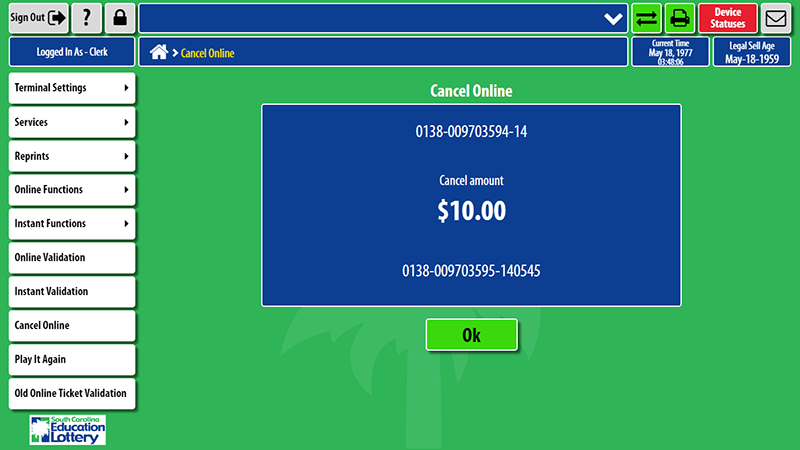 Sign Out
?
Device
Statuses
Logged In As - Clerk
> Cancel Online
Current Time
May 18, 1977
03:48:06
Legal Sell Age
May-18-1959
Terminal Settings
Services
Reprints
Online Functions
Instant Functions
Online Validation
Instant Validation
Cancel Online
Play It Again
Old Online Ticket Validation
Cancel Online
0138-009703594-14
Cancel amount
$10.00
0138-009703595-140545
Ok
South Carolina
Education
Lottery